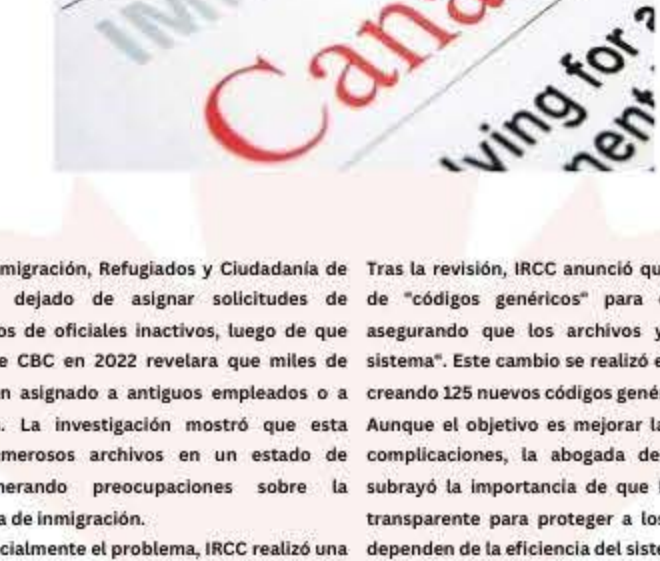 IM
Cana
lying for a
ment
migración, Refugiados y Ciudadanía de
dejado de asignar solicitudes de
os de oficiales inactivos, luego de que
e CBC en 2022 revelara que miles de
n asignado a antiguos empleados o a
. La investigación mostró que esta
merosos archivos en un estado de
nerando preocupaciones sobre la
a de inmigración.
cialmente el problema, IRCC realizó una
Tras la revisión, IRCC anunció qu
de "códigos genéricos" para
asegurando que los archivos y
sistema". Este cambio se realizó e
creando 125 nuevos códigos gené
Aunque el objetivo es mejorar la
complicaciones, la abogada de
subrayó la importancia de que i
transparente para proteger a los
dependen de la eficiencia del siste